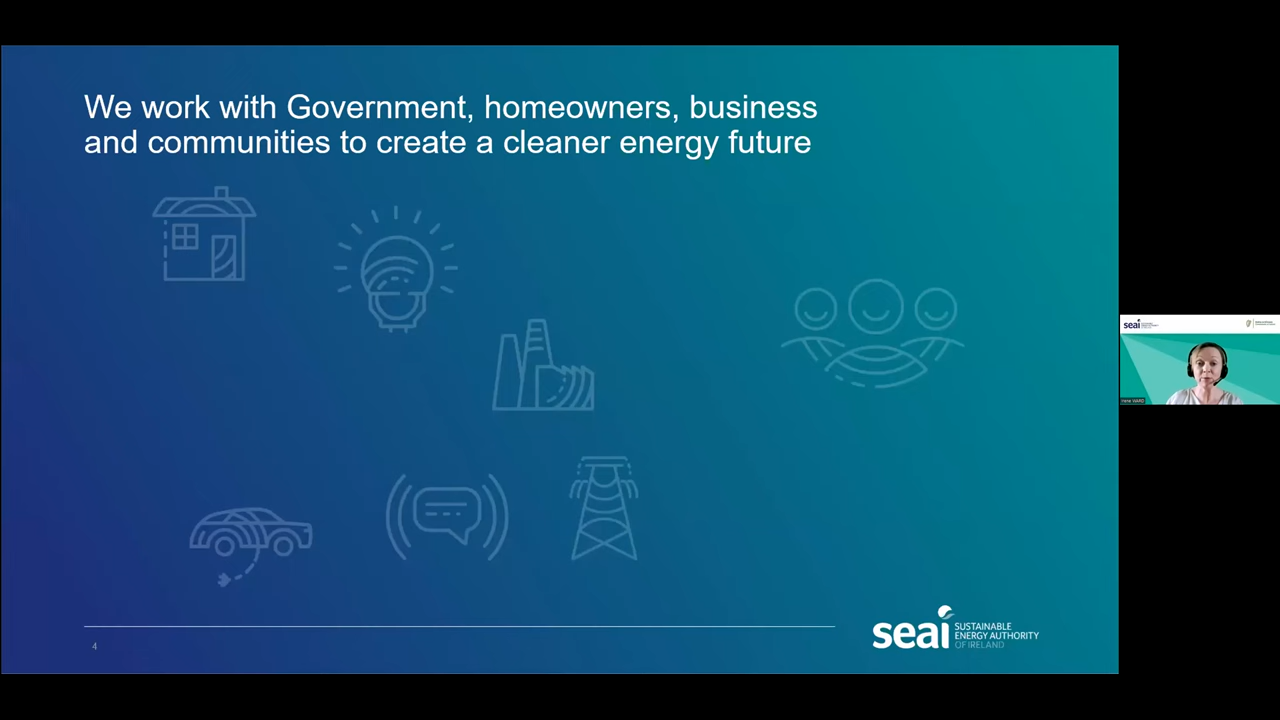 We work with Government, homeowners, business
and communities to create a cleaner energy future
4
seai
SUSTAINABLE
ENERGY AUTHORITY
OF IRELAND
seai